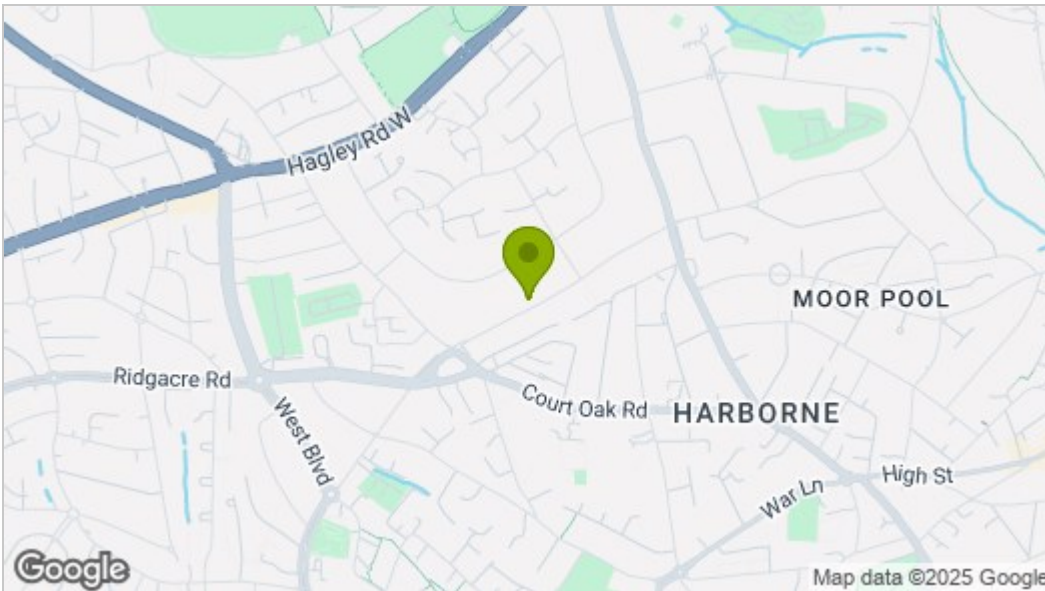 Hagley Rd W
MOOR POOL
Ridgacre Rd
Court Oak Rd
HARBORNE
West Blvd
High St
War Ln
Google
Map data ©2025 Google